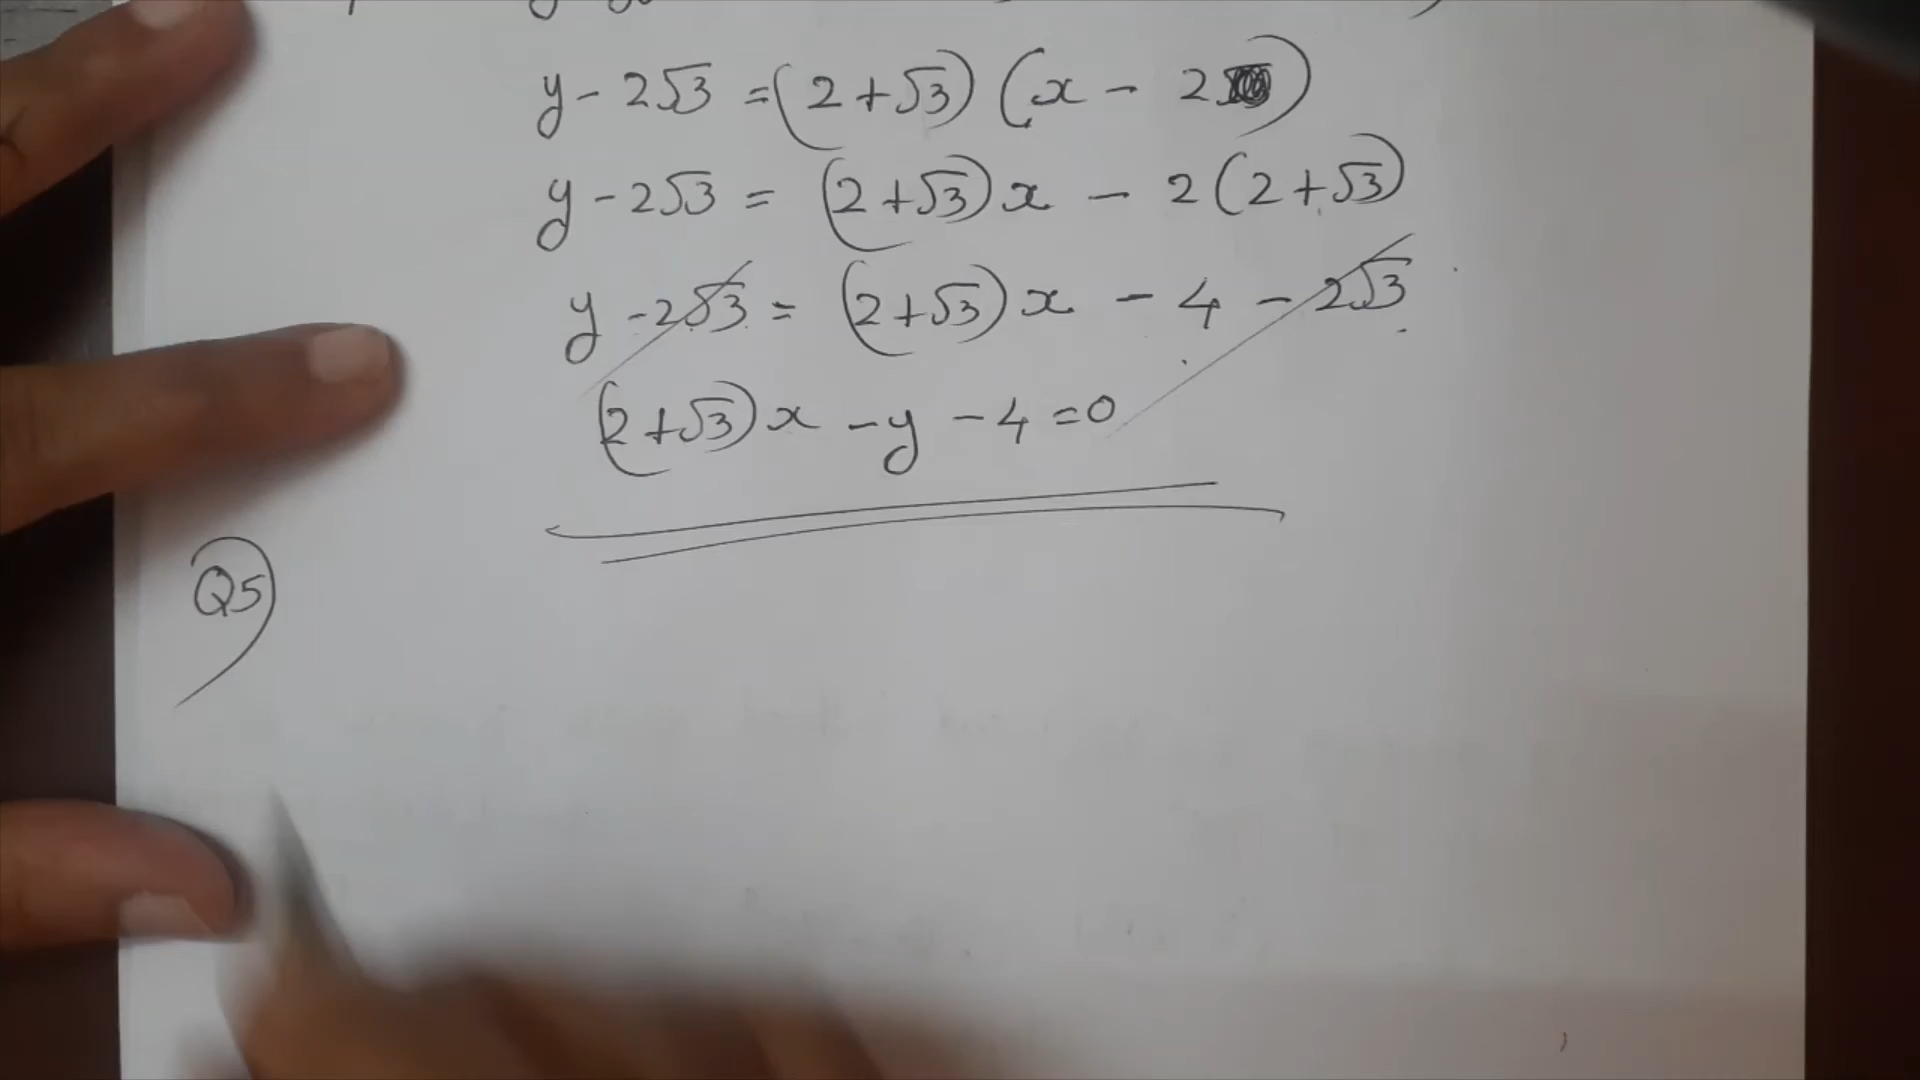 y - 2√3 = (2+√3) (x - 2)
y - 2√3 = (2+√3)x - 2(2+√3)
y - 2√3 = (2+√3)x - 4 - 2√3
(2+√3)x - y - 4 = 0
Q5)